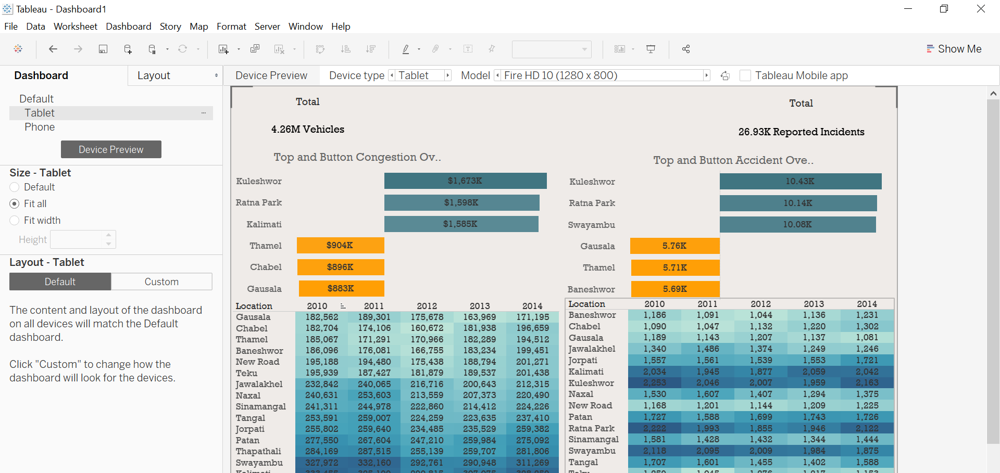 Tableau - Dashboard1
File Data Worksheet Dashboard Story Map Format Server Window Help
Show Me
Dashboard Layout
Device Preview Device type Tablet Model Fire HD 10 (1280 x 800) Tableau Mobile app
Default
Tablet
Phone
Device Preview
Size - Tablet
Default
Fit all
Fit width
Height
Layout - Tablet
Default Custom
The content and layout of the dashboard
on all devices will match the Default
dashboard.
Click "Custom" to change how the
dashboard will look for the devices.
Total
4.26M Vehicles
Top and Button Congestion Ov..
Kuleshwor $1,673K
Ratna Park $1,598K
Kalimati $1,585K
Thamel $904K
Chabel $896K
Gausala $883K
Location 2010 2011 2012 2013 2014
Gausala 182,562 189,301 175,678 163,969 171,195
Chabel 182,704 174,106 160,672 181,938 196,659
Thamel 185,067 171,291 170,966 182,289 194,512
Baneshwor 186,096 176,081 166,755 183,234 199,451
New Road 195,188 194,480 175,438 188,794 201,271
Teku 195,939 187,427 181,879 189,537 201,438
Jawalakhel 232,842 240,065 216,716 200,643 212,315
Naxal 240,631 253,603 213,559 207,373 220,490
Sinamangal 241,311 244,978 222,860 214,412 224,226
Tangal 253,591 259,007 224,259 223,635 237,410
Jorpati 255,802 259,640 234,485 235,529 259,382
Patan 277,550 267,604 247,210 259,984 275,092
Thapathali 284,169 287,515 255,139 259,707 281,806
Swayambu 327,972 332,160 292,761 290,948 311,269
Total
26.93K Reported Incidents
Top and Button Accident Ove..
Kuleshwor 10.43K
Ratna Park 10.14K
Swayambu 10.08K
Gausala 5.76K
Thamel 5.71K
Baneshwor 5.69K
Location 2010 2011 2012 2013 2014
Baneshwor 1,186 1,091 1,044 1,136 1,231
Chabel 1,090 1,047 1,132 1,220 1,302
Gausala 1,189 1,143 1,207 1,137 1,081
Jawalakhel 1,340 1,486 1,374 1,249 1,246
Jorpati 1,557 1,561 1,539 1,553 1,721
Kalimati 2,034 1,945 1,877 2,059 2,042
Kuleshwor 2,253 2,046 2,007 1,959 2,163
Naxal 1,530 1,607 1,407 1,294 1,375
New Road 1,168 1,201 1,144 1,209 1,225
Patan 1,727 1,588 1,699 1,743 1,726
Ratna Park 2,222 1,993 1,855 1,946 2,122
Sinamangal 1,581 1,428 1,432 1,344 1,444
Swayambu 2,118 2,095 2,009 1,984 1,875
Tangal 1,707 1,601 1,455 1,402 1,588